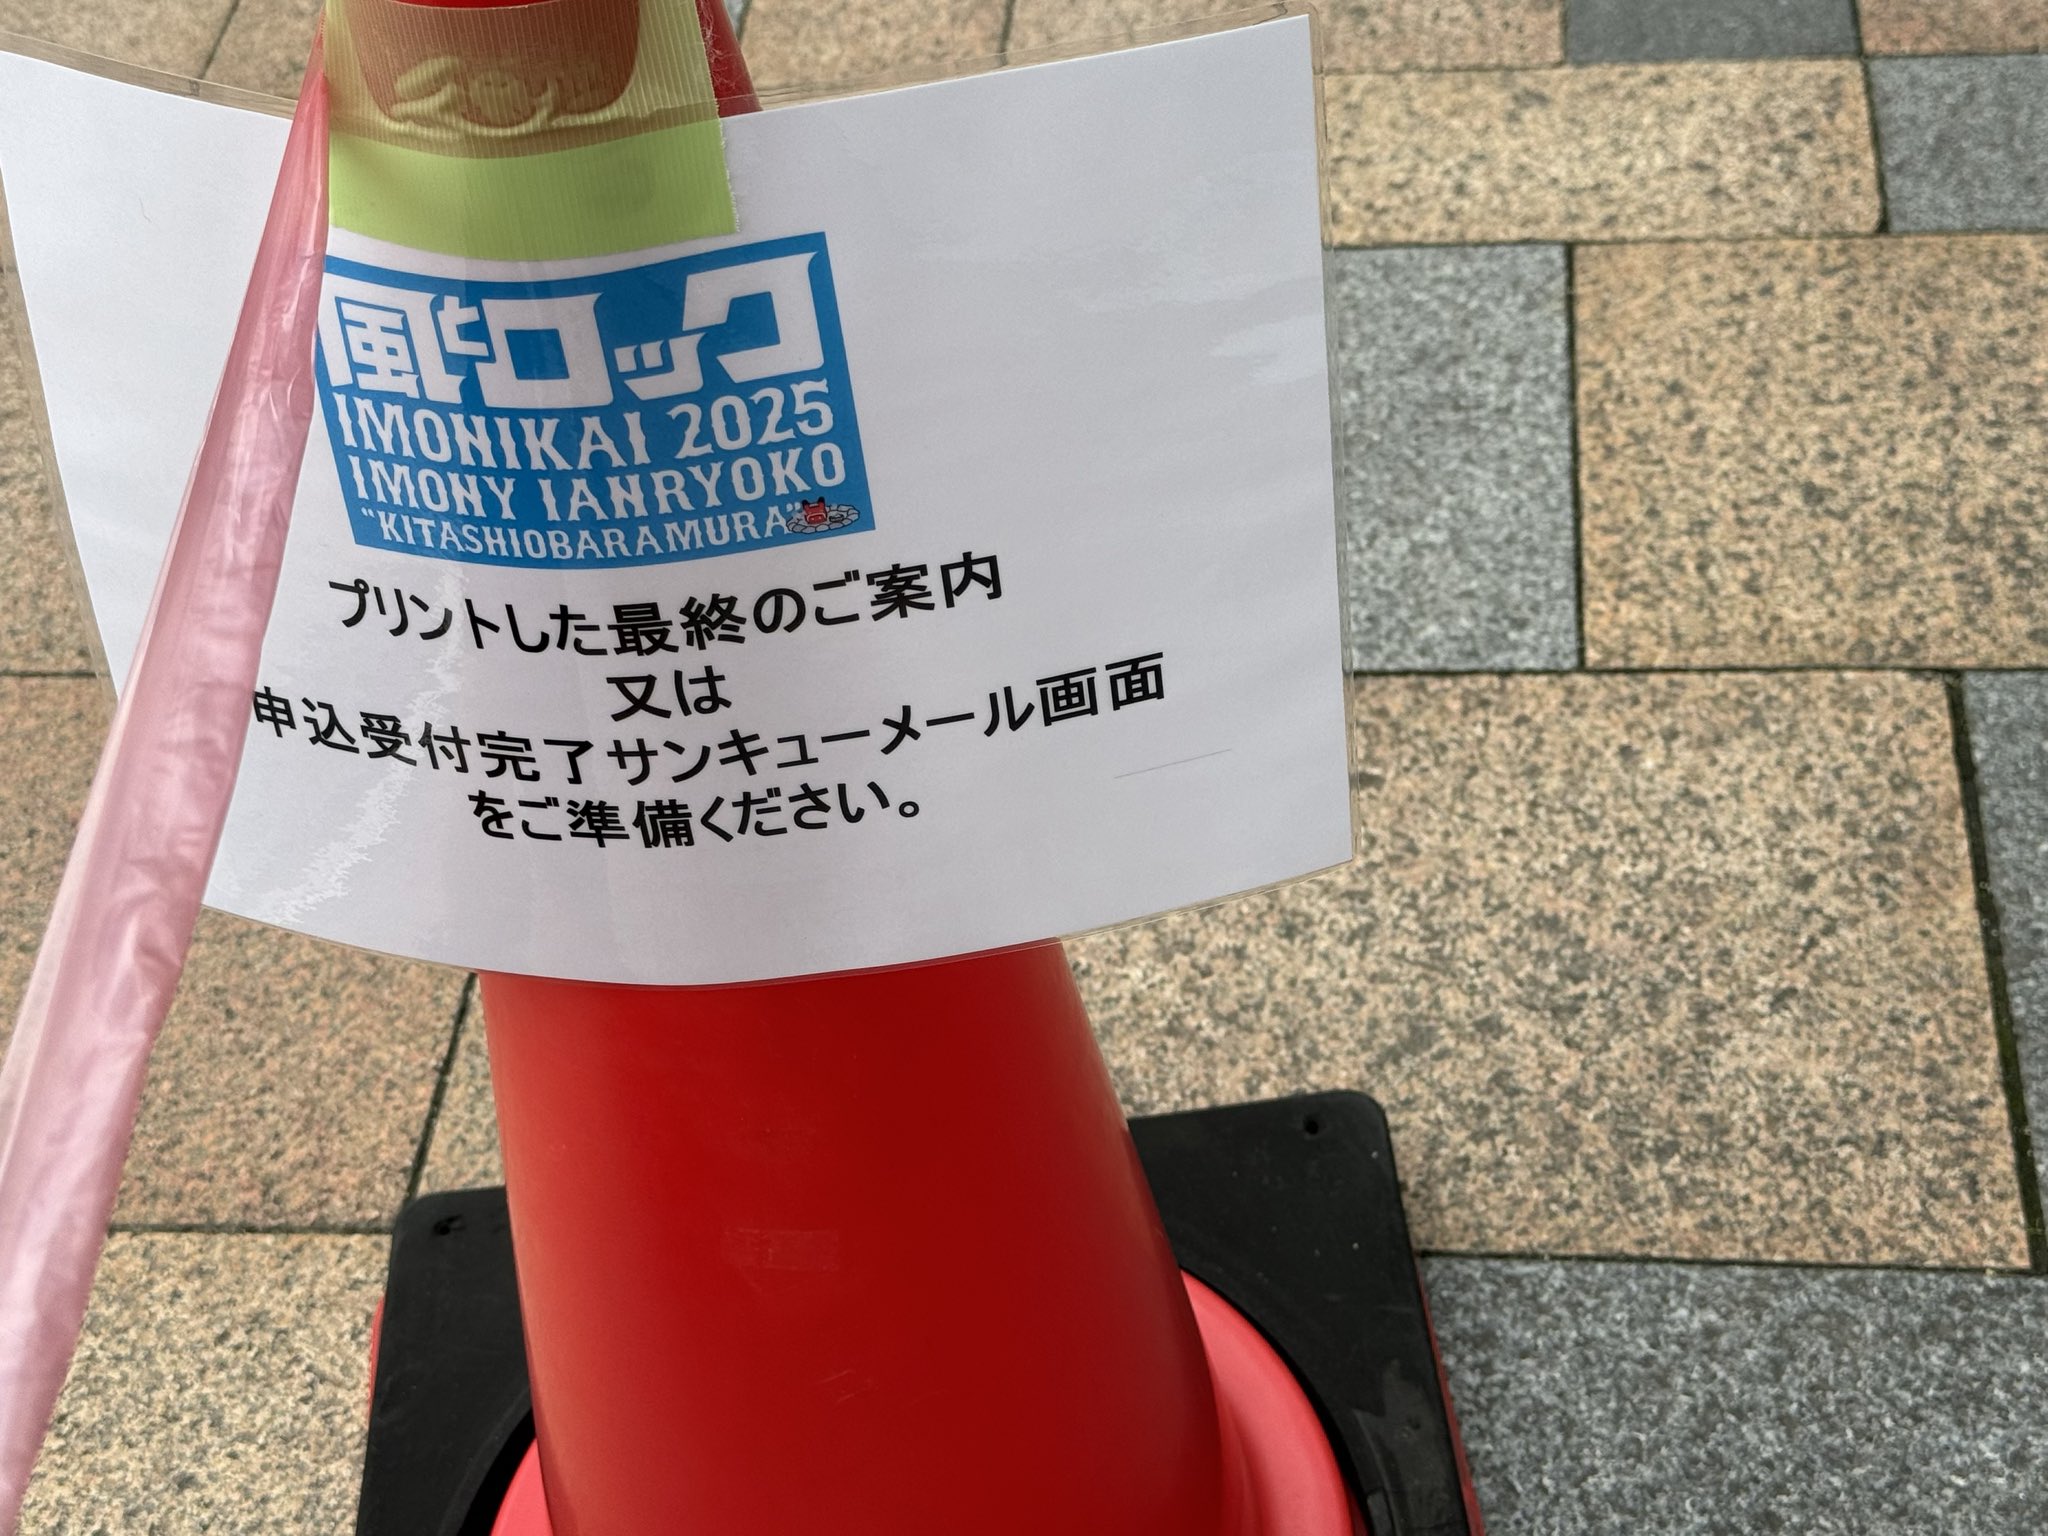 風とロック
IMONIKAI 2025
IMONY IANRYOKO
"KITASHIOBARAMURA"
プリントした最終のご案内
又は
申込受付完了サンキューメール画面
をご準備ください。